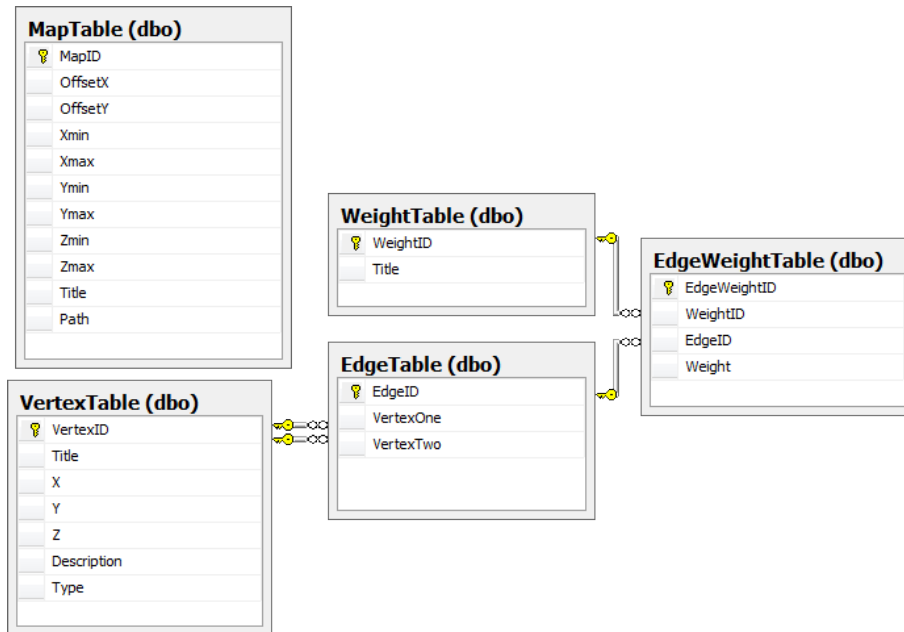 MapTable (dbo)
MapID
OffsetX
OffsetY
Xmin
Xmax
Ymin
Ymax
Zmin
Zmax
Title
Path
WeightTable (dbo)
WeightID
Title
EdgeWeightTable (dbo)
EdgeWeightID
WeightID
EdgeID
Weight
EdgeTable (dbo)
EdgeID
VertexOne
VertexTwo
VertexTable (dbo)
VertexID
Title
X
Y
Z
Description
Type